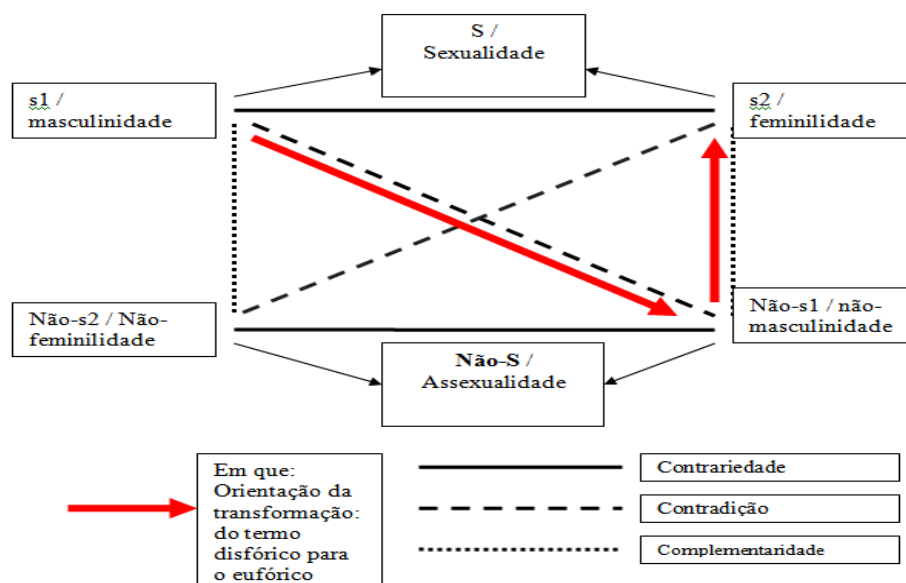 S /
Sexualidade
s1 /
masculinidade
s2 /
feminilidade
Não-s2 / Não-
feminilidade
Não-s1 / não-
masculinidade
Não-S /
Assexualidade
Em que:
Orientação da
transformação:
do termo
disfórico para
o eufórico
Contrariedade
Contradição
Complementaridade